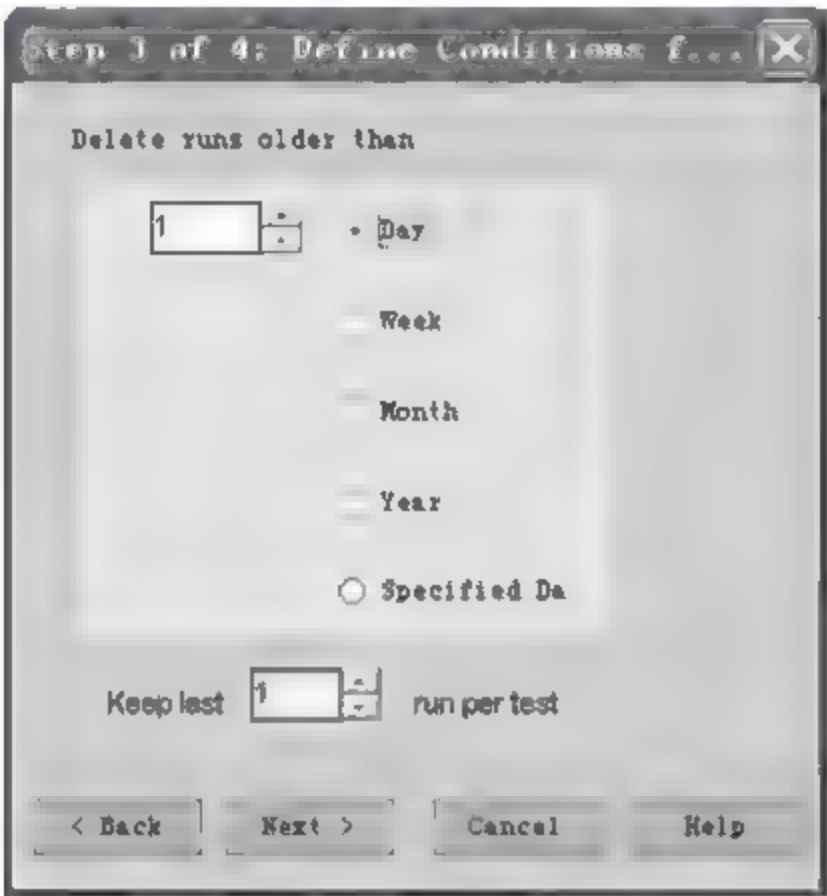 Step 3 of 4: Define Conditions f...
Delete runs older than
1
Day
Week
Month
Year
Specified Da
Keep last 1 run per test
< Back Next > Cancel Help